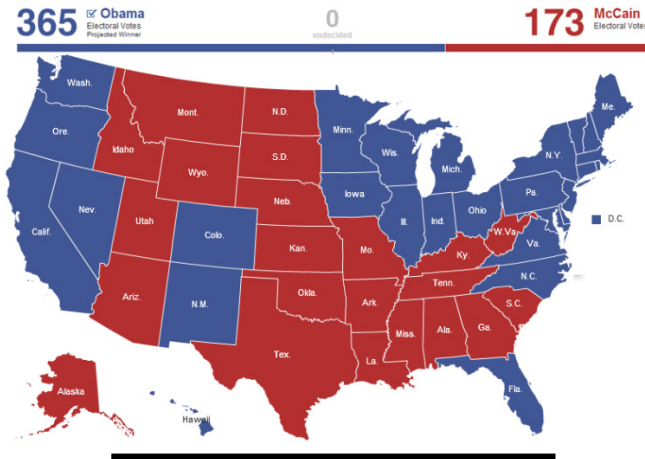 365
Obama
Electoral Votes
Projected Winner
0
undecided
173
McCain
Electoral Votes
Wash.
Mont.
N.D.
Minn.
Me.
Ore.
Idaho
S.D.
Wis.
Mich.
N.Y.
Wyo.
Iowa
Pa.
Neb.
Nev.
Utah
Colo.
Ill.
Ind.
Ohio
D.C.
Calif.
Kan.
Mo.
W Va.
Va.
Ky.
N.C.
Ariz.
N.M.
Okla.
Ark.
Tenn.
S.C.
Tex.
La.
Miss.
Ala.
Ga.
Alaska
Hawaii
Fla.